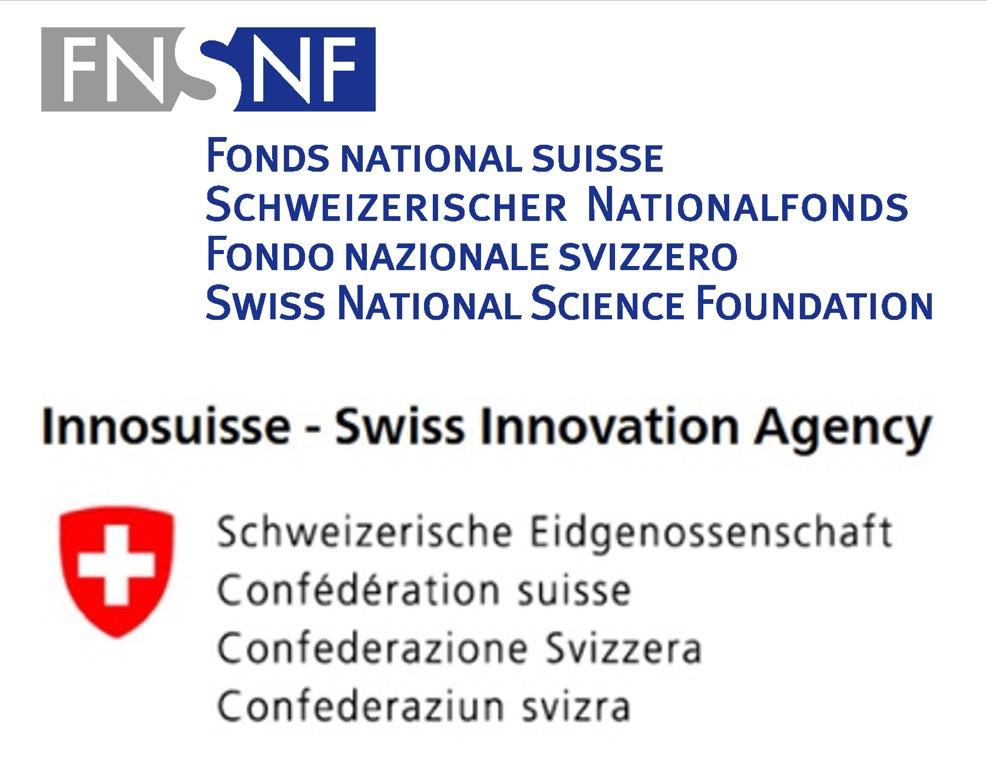 FNSNF
FONDS NATIONAL SUISSE
SCHWEIZERISCHER NATIONALFONDS
FONDO NAZIONALE SVIZZERO
SWISS NATIONAL SCIENCE FOUNDATION
Innosuisse - Swiss Innovation Agency
Schweizerische Eidgenossenschaft
Confédération suisse
Confederazione Svizzera
Confederaziun svizra